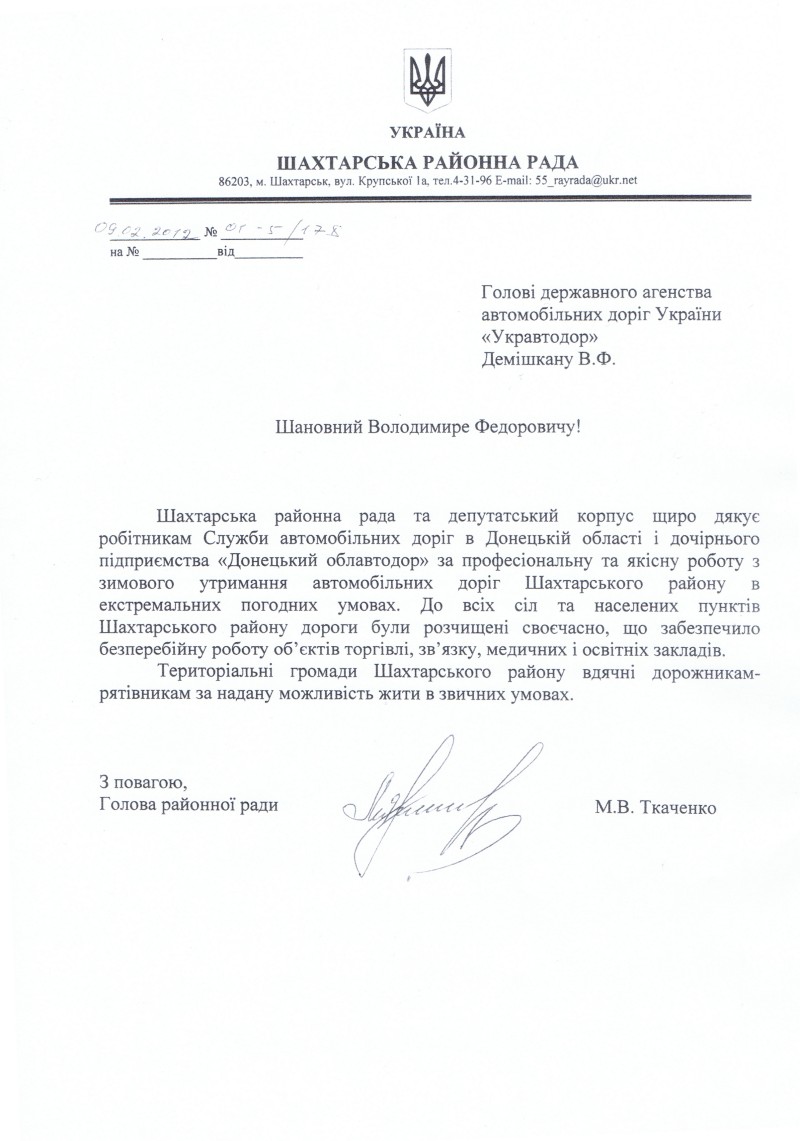 УКРАЇНА
ШАХТАРСЬКА РАЙОННА РАДА
86203, м. Шахтарськ, вул. Крупської 1а, тел.4-31-96 E-mail: 55_rayrada@ukr.net
09.02.2012 № 01-5/178
на № ___________від__________
Голові державного агенства
автомобільних доріг України
«Укравтодор»
Демішкану В.Ф.
Шановний Володимире Федоровичу!
Шахтарська районна рада та депутатський корпус щиро дякує
робітникам Служби автомобільних доріг в Донецькій області і дочірнього
підприємства «Донецький облавтодор» за професіональну та якісну роботу з
зимового утримання автомобільних доріг Шахтарського району в
екстремальних погодних умовах. До всіх сіл та населених пунктів
Шахтарського району дороги були розчищені своєчасно, що забезпечило
безперебійну роботу об’єктів торгівлі, зв’язку, медичних і освітніх закладів.
Територіальні громади Шахтарського району вдячні дорожникам-
рятівникам за надану можливість жити в звичних умовах.
З повагою,
Голова районної ради М.В. Ткаченко